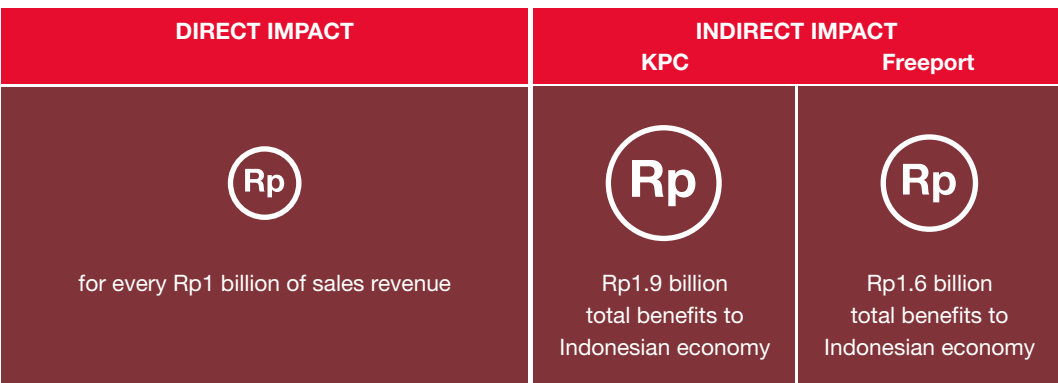 DIRECT IMPACT
INDIRECT IMPACT
KPC
Freeport
Rp
for every Rp1 billion of sales revenue
Rp
Rp1.9 billion
total benefits to
Indonesian economy
Rp
Rp1.6 billion
total benefits to
Indonesian economy